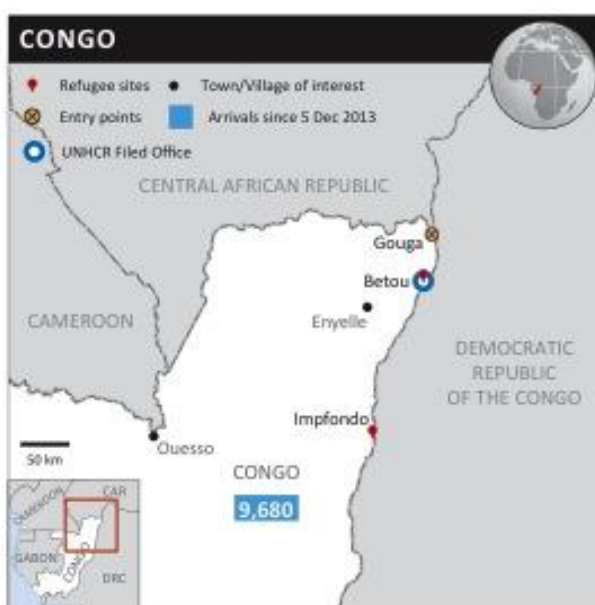 CONGO
Refugee sites
Town/Village of interest
Entry points
Arrivals since 5 Dec 2013
UNHCR Filed Office
CENTRAL AFRICAN REPUBLIC
Gouga
Betou
CAMEROON
Enyelle
DEMOCRATIC
REPUBLIC
OF THE CONGO
Impfondo
Ouesso
50 km
CONGO
9,680
CAR
CAMEROON
GABON
CONGO
DRC